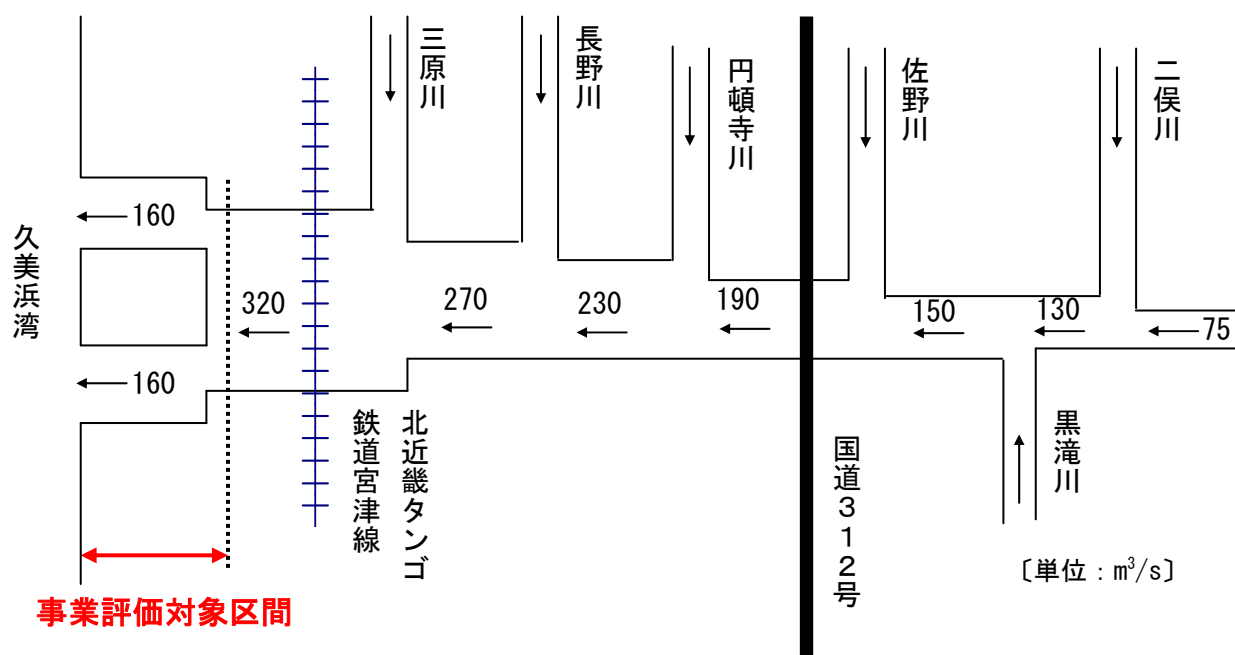 三原川
長野川
円頓寺川
佐野川
二俣川
久美浜湾
160
320
270
230
190
150
130
75
160
北近畿タンゴ
鉄道宮津線
国道312号
黒滝川
〔単位：m³/s〕
事業評価対象区間